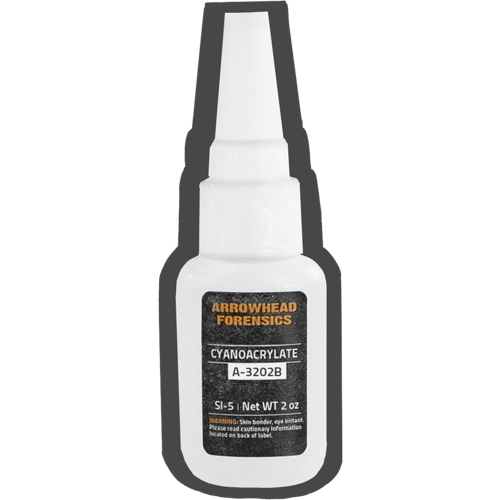 ARROWHEAD
FORENSICS
CYANOACRYLATE
A-3202B
SI-5 | Net WT 2 oz
WARNING: Skin bonder, eye irritant.
Please read cautionary information
located on back of label.